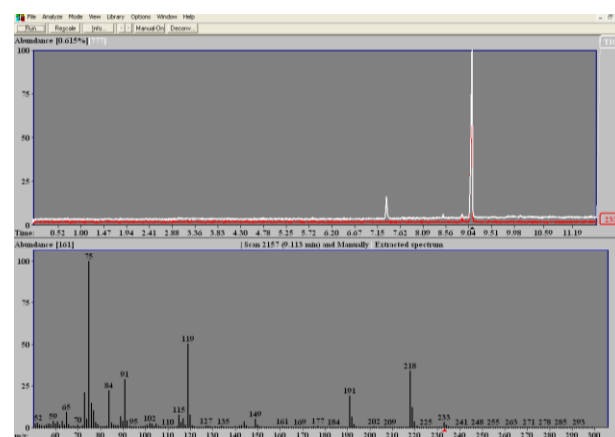 File Analyze Mode View Library Options Window Help
Run Rescale Info... Manual-On Deconv...
Abundance [0.615%]
100
75
50
25
0
233
Time: 0.52 1.00 1.47 1.94 2.41 2.88 3.36 3.83 4.30 4.78 5.25 5.72 6.20 6.67 7.15 7.62 8.09 8.56 9.04 9.51 9.98 10.59 11.19
Abundance [161] | Scan 2157 (9.113 min) and Manually Extracted spectrum
100
75
50
25
0
75
119
91
84
65
52 59 70
95 102 110
115
127 135
149
161 169 177 184
191
202 209
218
225
233
241 248 255 263 271 278 285 293
60 70 80 90 100 110 120 130 140 150 160 170 180 190 200 210 220 230 240 250 260 270 280 290 300